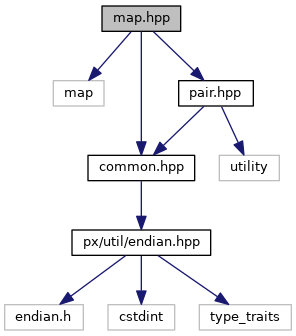 map.hpp
map
pair.hpp
common.hpp
utility
px/util/endian.hpp
endian.h
cstdint
type_traits